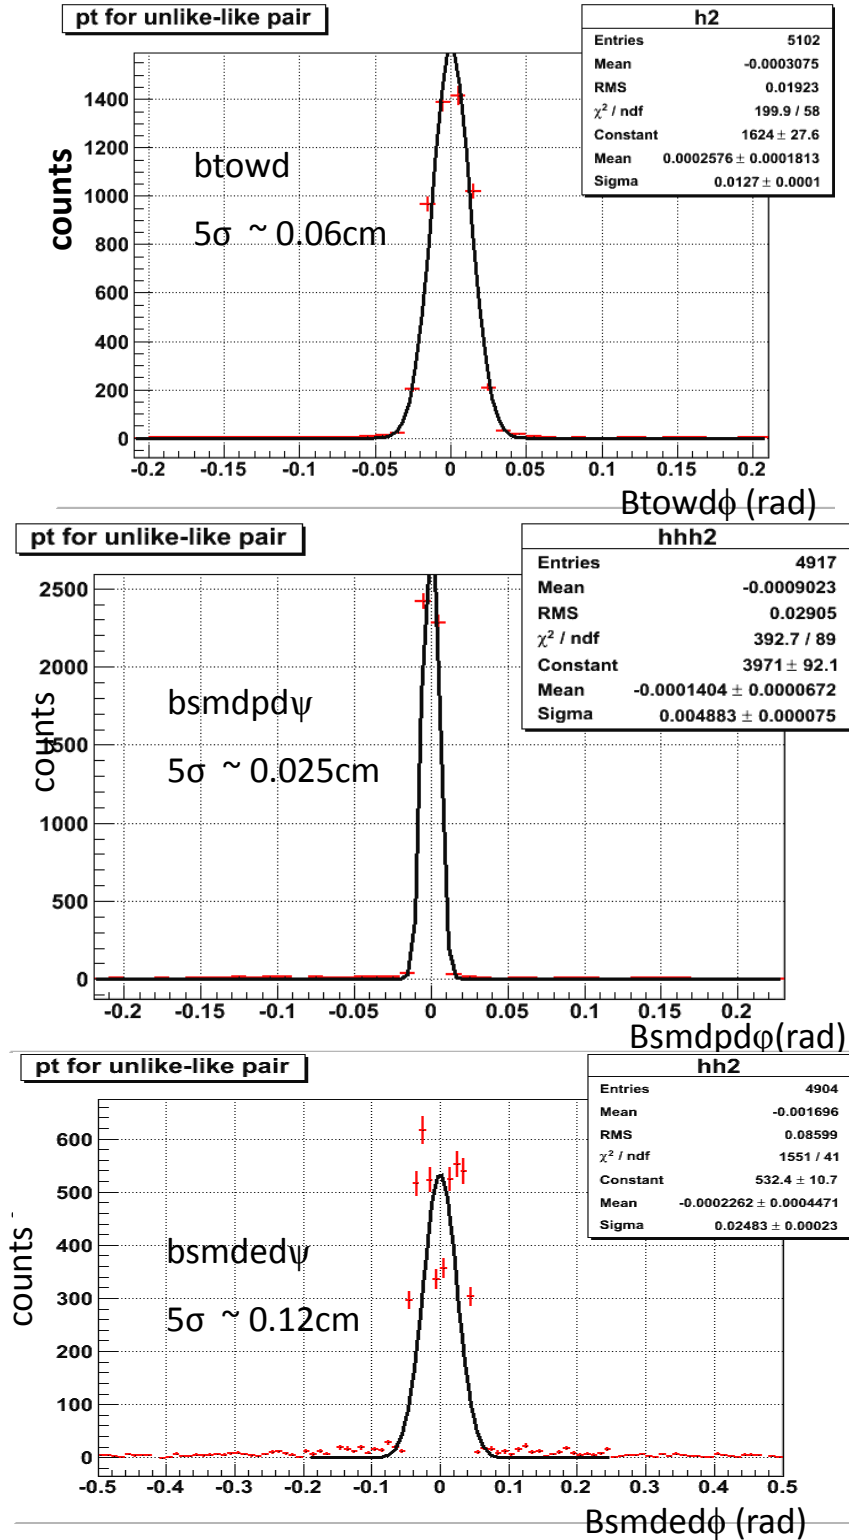 pt for unlike-like pair
h2
Entries 5102
Mean -0.0003075
RMS 0.01923
χ² / ndf 199.9 / 58
Constant 1624 ± 27.6
Mean 0.0002576 ± 0.0001813
Sigma 0.0127 ± 0.0001
counts
1400
1200
1000
800
600
400
200
0
btowd
5σ ~ 0.06cm
-0.2 -0.15 -0.1 -0.05 0 0.05 0.1 0.15 0.2
Btowdϕ (rad)
pt for unlike-like pair
hhh2
Entries 4917
Mean -0.0009023
RMS 0.02905
χ² / ndf 392.7 / 89
Constant 3971 ± 92.1
Mean -0.0001404 ± 0.0000672
Sigma 0.004883 ± 0.000075
counts
2500
2000
1500
1000
500
0
bsmdpdψ
5σ ~ 0.025cm
-0.2 -0.15 -0.1 -0.05 0 0.05 0.1 0.15 0.2
Bsmdpdφ(rad)
pt for unlike-like pair
hh2
Entries 4904
Mean -0.001696
RMS 0.08599
χ² / ndf 1551 / 41
Constant 532.4 ± 10.7
Mean -0.0002262 ± 0.0004471
Sigma 0.02483 ± 0.00023
counts
600
500
400
300
200
100
0
bsmdedψ
5σ ~ 0.12cm
-0.5 -0.4 -0.3 -0.2 -0.1 0 0.1 0.2 0.3 0.4 0.5
Bsmdedϕ (rad)